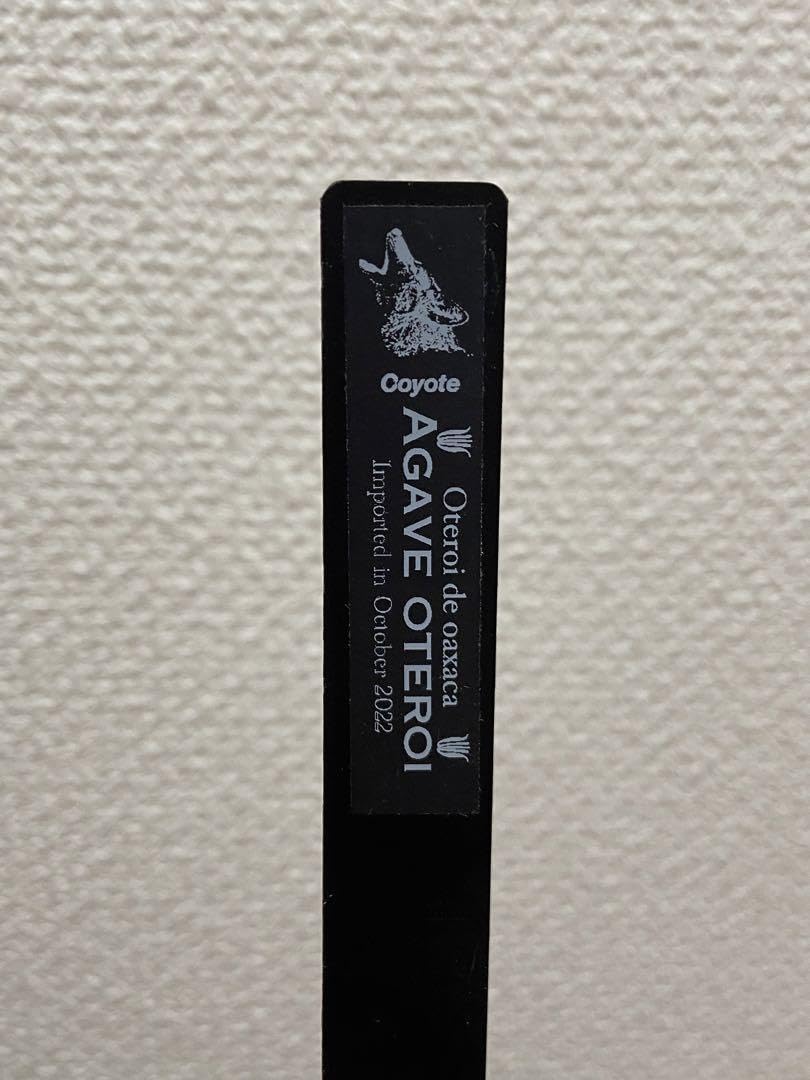 Coyote
Oteroi de oaxaca
AGAVE OTEROI
Imported in October 2022